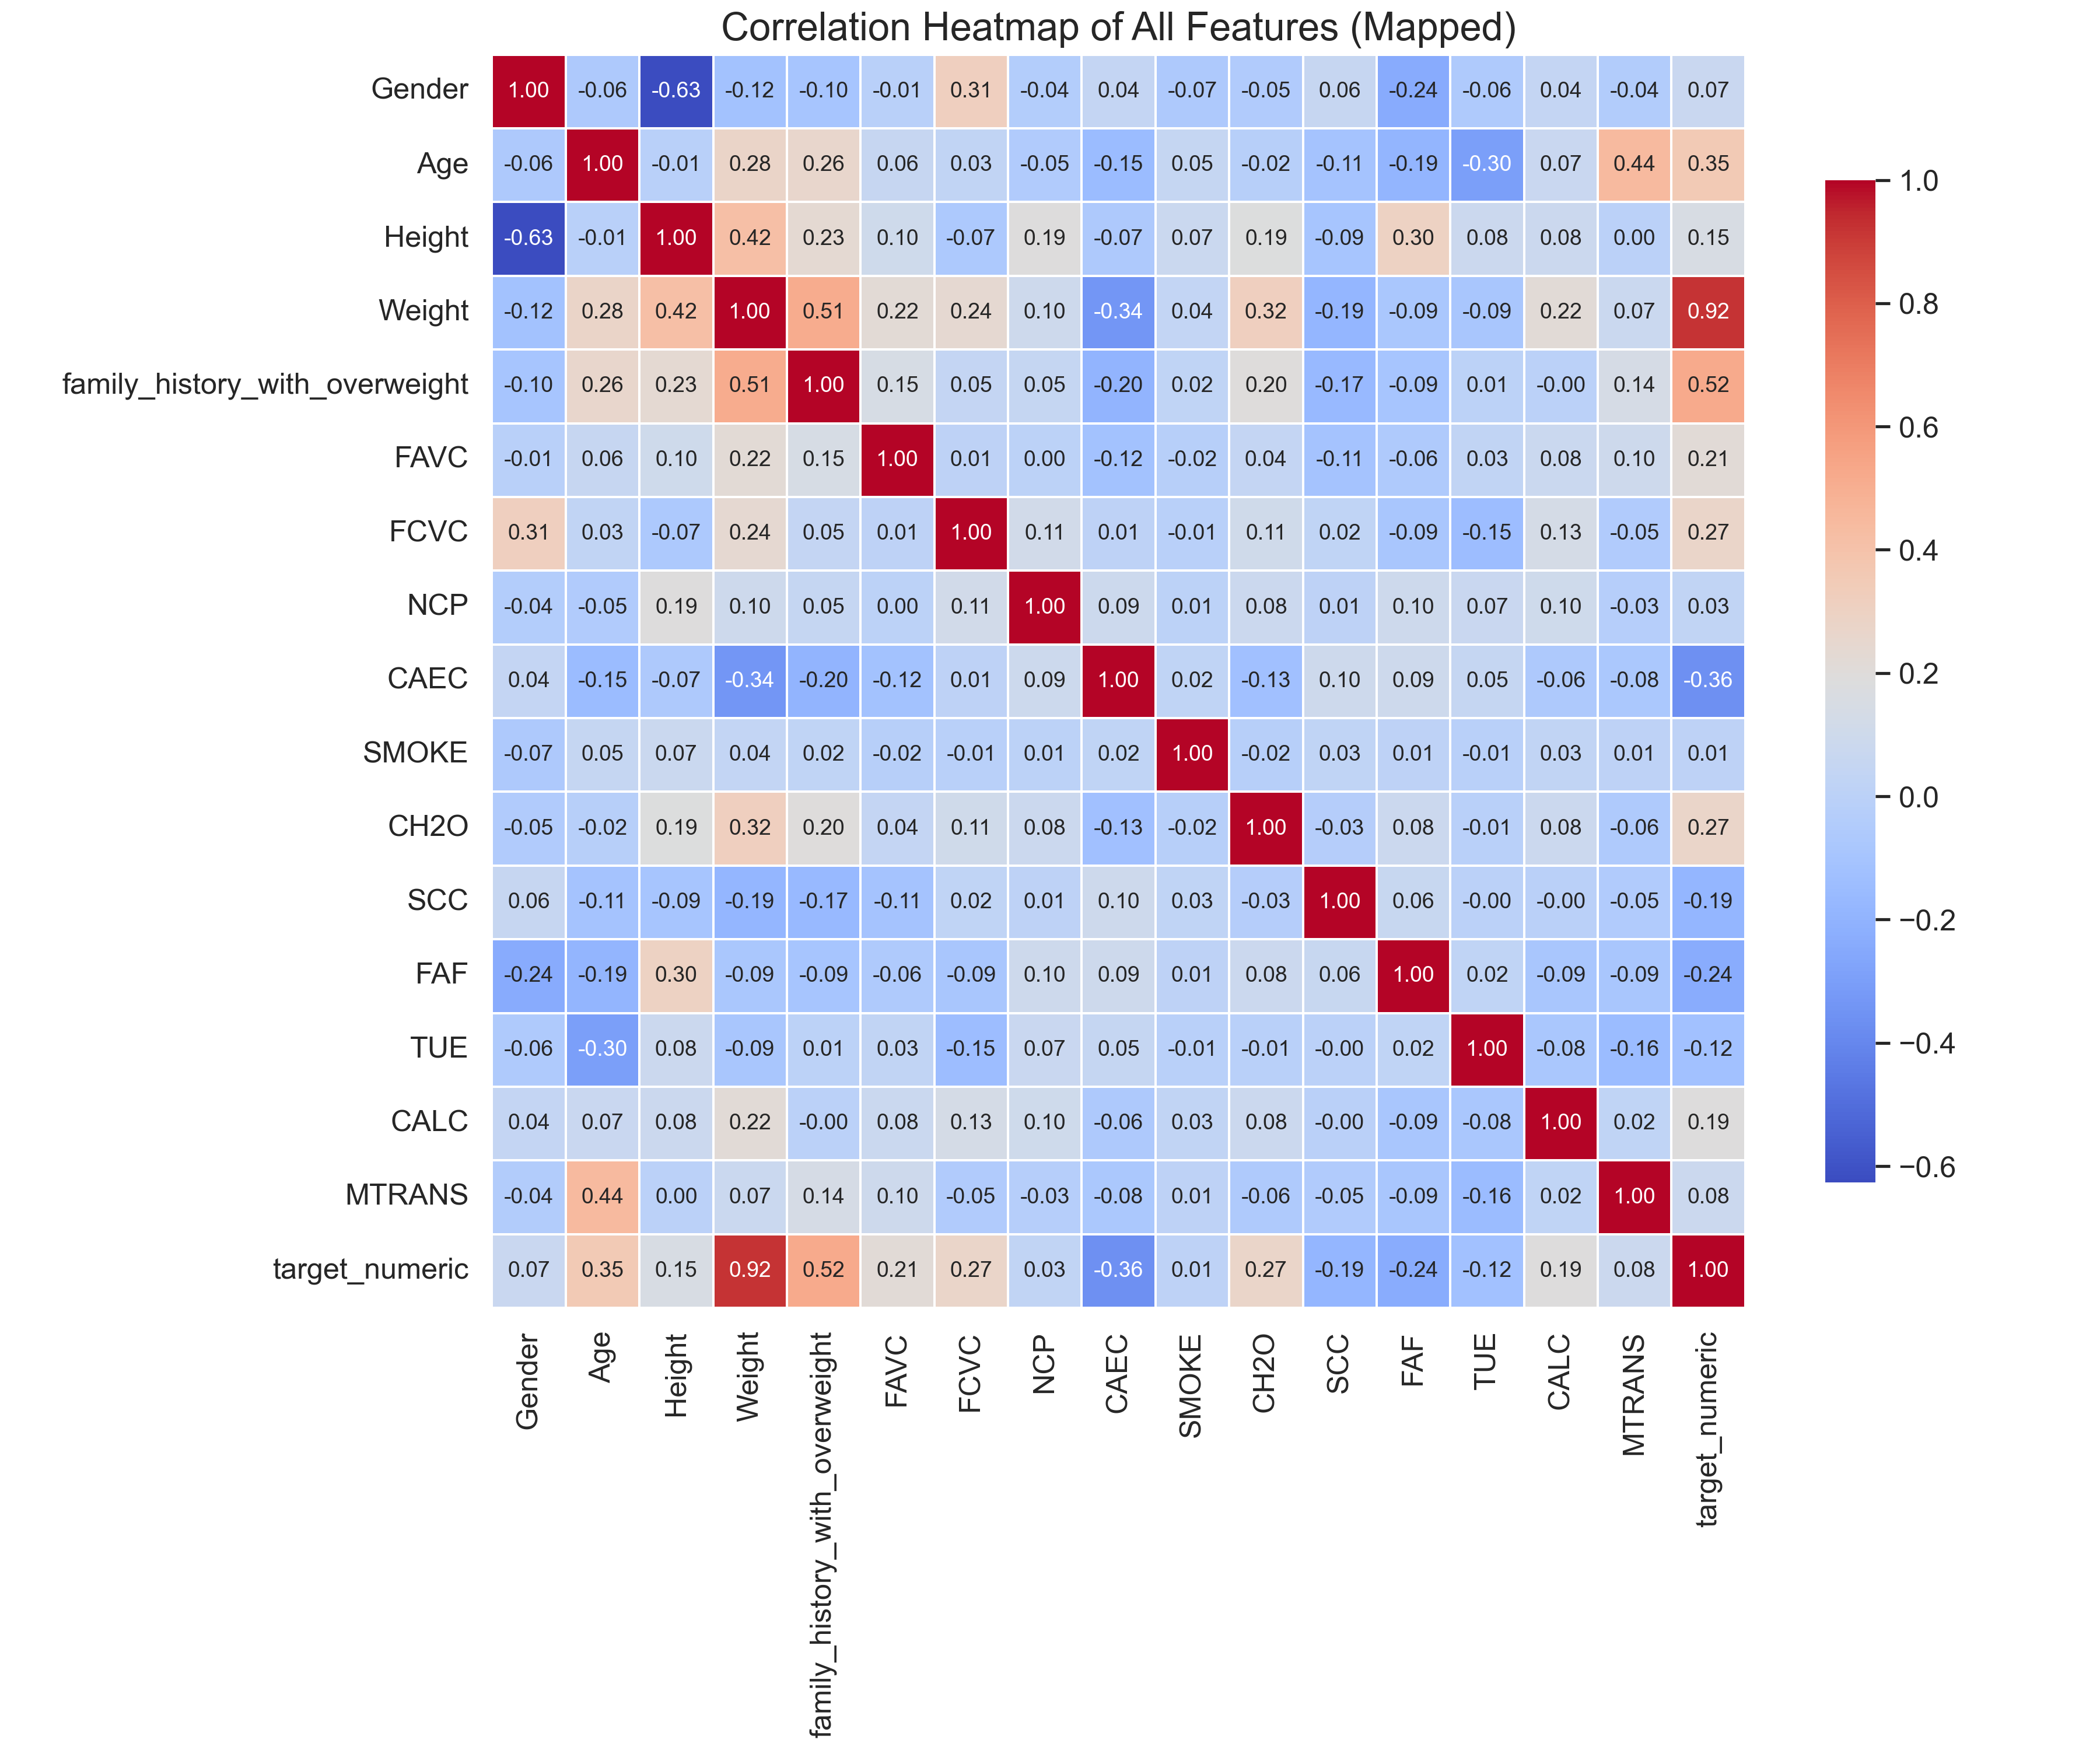 Correlation Heatmap of All Features (Mapped)
Gender 1.00 -0.06 -0.63 -0.12 -0.10 -0.01 0.31 -0.04 0.04 -0.07 -0.05 0.06 -0.24 -0.06 0.04 -0.04 0.07
Age -0.06 1.00 -0.01 0.28 0.26 0.06 0.03 -0.05 -0.15 0.05 -0.02 -0.11 -0.19 -0.30 0.07 0.44 0.35
Height -0.63 -0.01 1.00 0.42 0.23 0.10 -0.07 0.19 -0.07 0.07 0.19 -0.09 0.30 0.08 0.08 0.00 0.15
Weight -0.12 0.28 0.42 1.00 0.51 0.22 0.24 0.10 -0.34 0.04 0.32 -0.19 -0.09 -0.09 0.22 0.07 0.92
family_history_with_overweight -0.10 0.26 0.23 0.51 1.00 0.15 0.05 0.05 -0.20 0.02 0.20 -0.17 -0.09 0.01 -0.00 0.14 0.52
FAVC -0.01 0.06 0.10 0.22 0.15 1.00 0.01 0.00 -0.12 -0.02 0.04 -0.11 -0.06 0.03 0.08 0.10 0.21
FCVC 0.31 0.03 -0.07 0.24 0.05 0.01 1.00 0.11 0.01 -0.01 0.11 0.02 -0.09 -0.15 0.13 -0.05 0.27
NCP -0.04 -0.05 0.19 0.10 0.05 0.00 0.11 1.00 0.09 0.01 0.08 0.01 0.10 0.07 0.10 -0.03 0.03
CAEC 0.04 -0.15 -0.07 -0.34 -0.20 -0.12 0.01 0.09 1.00 0.02 -0.13 0.10 0.09 0.05 -0.06 -0.08 -0.36
SMOKE -0.07 0.05 0.07 0.04 0.02 -0.02 -0.01 0.01 0.02 1.00 -0.02 0.03 0.01 -0.01 0.03 0.01 0.01
CH2O -0.05 -0.02 0.19 0.32 0.20 0.04 0.11 0.08 -0.13 -0.02 1.00 -0.03 0.08 -0.01 0.08 -0.06 0.27
SCC 0.06 -0.11 -0.09 -0.19 -0.17 -0.11 0.02 0.01 0.10 0.03 -0.03 1.00 0.06 -0.00 -0.00 -0.05 -0.19
FAF -0.24 -0.19 0.30 -0.09 -0.09 -0.06 -0.09 0.10 0.09 0.01 0.08 0.06 1.00 0.02 -0.09 -0.09 -0.24
TUE -0.06 -0.30 0.08 -0.09 0.01 0.03 -0.15 0.07 0.05 -0.01 -0.01 -0.00 0.02 1.00 -0.08 -0.16 -0.12
CALC 0.04 0.07 0.08 0.22 -0.00 0.08 0.13 0.10 -0.06 0.03 0.08 -0.00 -0.09 -0.08 1.00 0.02 0.19
MTRANS -0.04 0.44 0.00 0.07 0.14 0.10 -0.05 -0.03 -0.08 0.01 -0.06 -0.05 -0.09 -0.16 0.02 1.00 0.08
target_numeric 0.07 0.35 0.15 0.92 0.52 0.21 0.27 0.03 -0.36 0.01 0.27 -0.19 -0.24 -0.12 0.19 0.08 1.00
Gender
Age
Height
Weight
family_history_with_overweight
FAVC
FCVC
NCP
CAEC
SMOKE
CH2O
SCC
FAF
TUE
CALC
MTRANS
target_numeric
1.0
0.8
0.6
0.4
0.2
0.0
−0.2
−0.4
−0.6